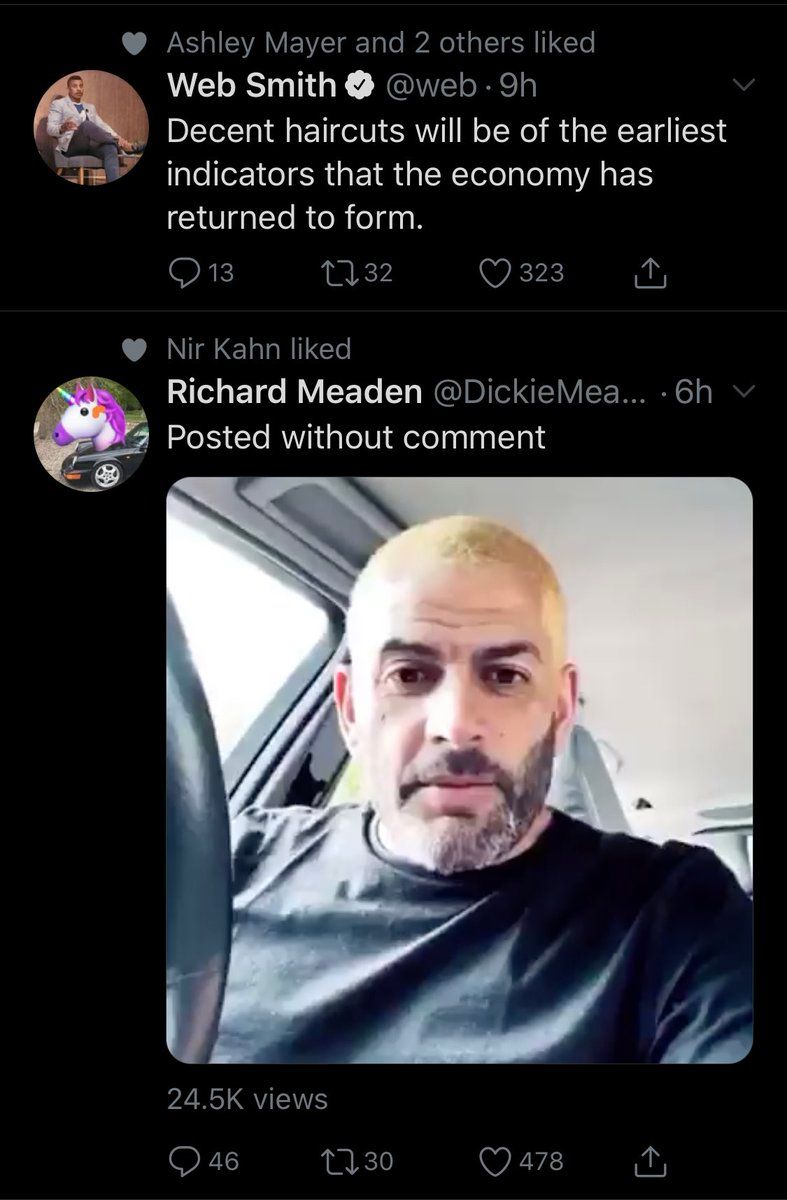 Ashley Mayer and 2 others liked
Web Smith @web · 9h
Decent haircuts will be of the earliest
indicators that the economy has
returned to form.
13 32 323
Nir Kahn liked
Richard Meaden @DickieMea... · 6h
Posted without comment
24.5K views
46 30 478